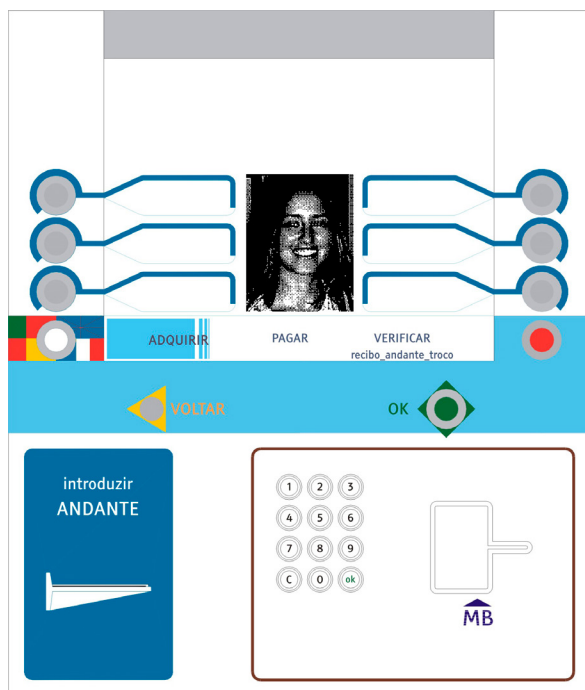 ADQUIRIR PAGAR VERIFICAR
recibo_andante_troco
VOLTAR OK
introduzir
ANDANTE
1 2 3
4 5 6
7 8 9
C 0 ok
MB